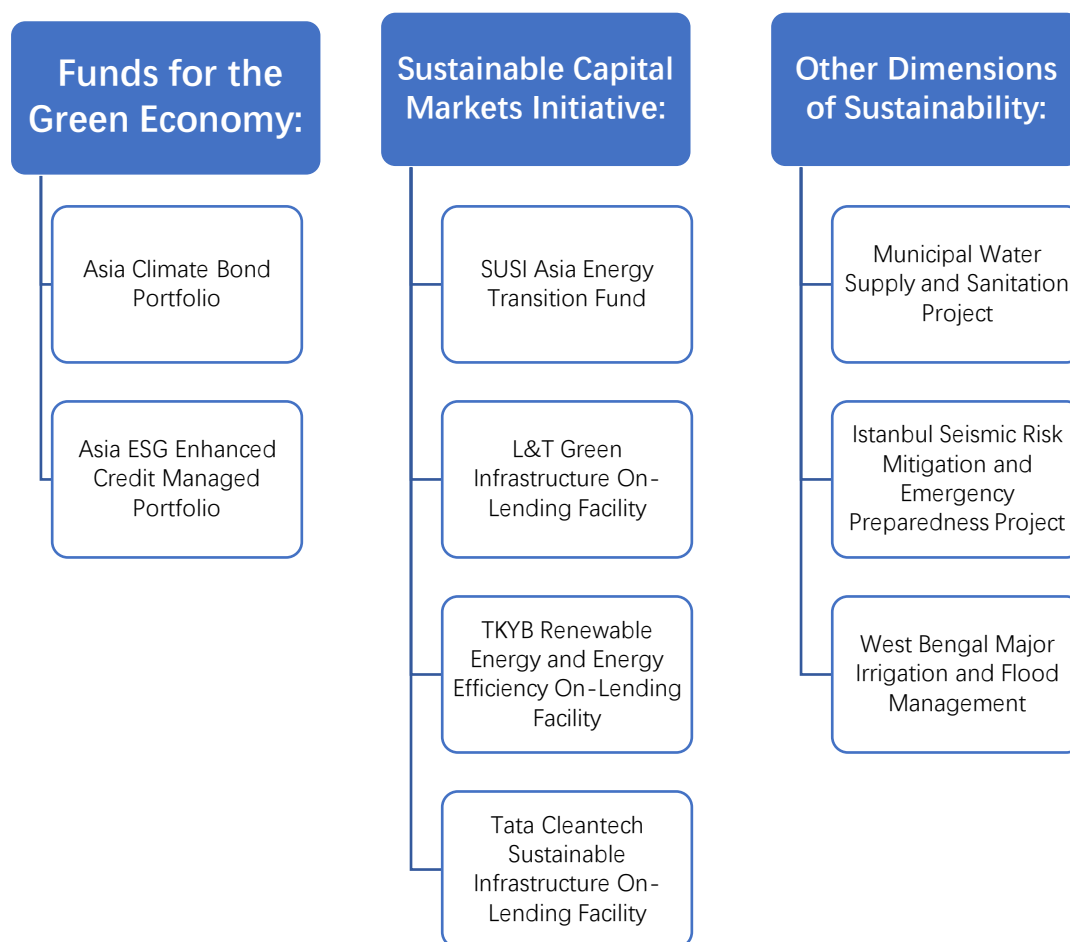 Funds for the
Green Economy:
Asia Climate Bond
Portfolio
Asia ESG Enhanced
Credit Managed
Portfolio
Sustainable Capital
Markets Initiative:
SUSI Asia Energy
Transition Fund
L&T Green
Infrastructure On-
Lending Facility
TKYB Renewable
Energy and Energy
Efficiency On-Lending
Facility
Tata Cleantech
Sustainable
Infrastructure On-
Lending Facility
Other Dimensions
of Sustainability:
Municipal Water
Supply and Sanitation
Project
Istanbul Seismic Risk
Mitigation and
Emergency
Preparedness Project
West Bengal Major
Irrigation and Flood
Management